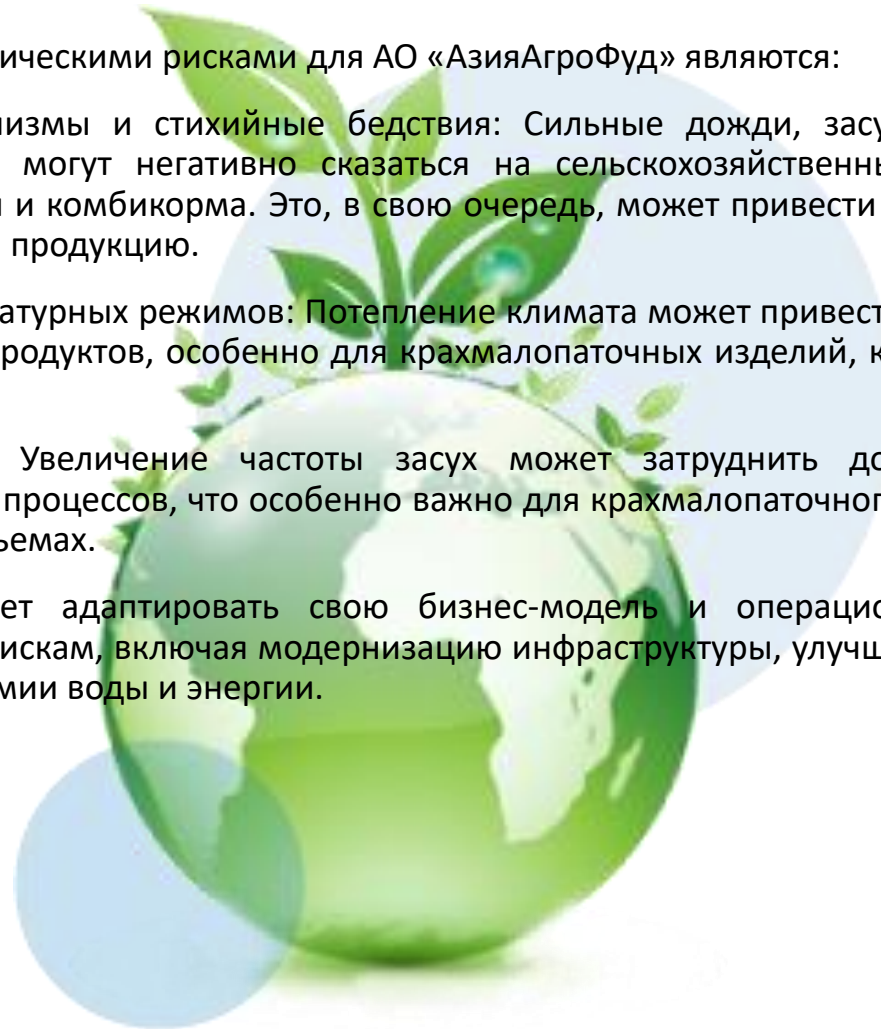 ическими рисками для АО «АзияАгроФуд» являются:
низмы и стихийные бедствия: Сильные дожди, засу
могут негативно сказаться на сельскохозяйственны
и и комбикорма. Это, в свою очередь, может привести
продукцию.
атурных режимов: Потепление климата может привест
родуктов, особенно для крахмалопаточных изделий, к
Увеличение частоты засух может затруднить до
процессов, что особенно важно для крахмалопаточног
ъемах.
ет адаптировать свою бизнес-модель и операцио
искам, включая модернизацию инфраструктуры, улучш
мии воды и энергии.